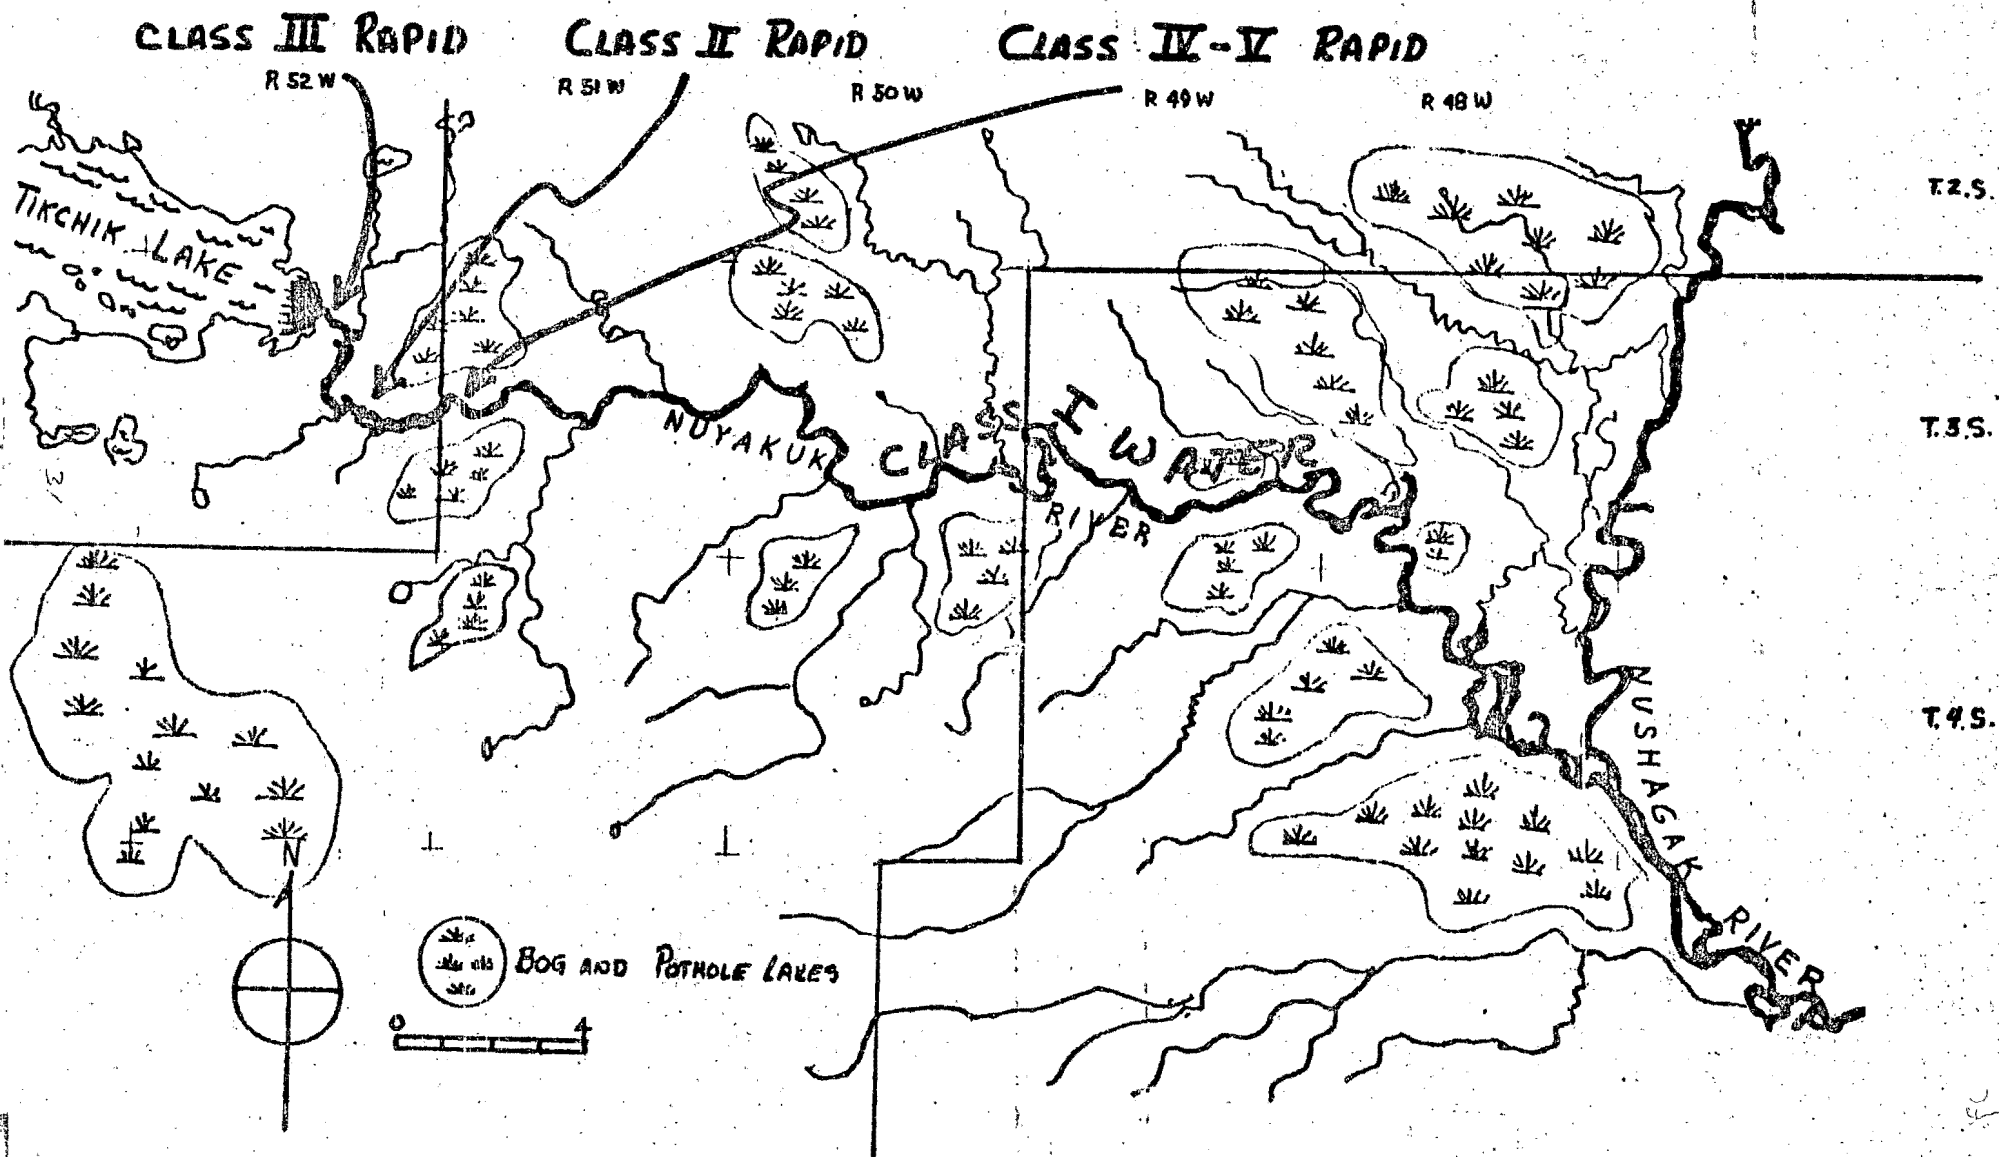 CLASS III RAPID
CLASS II RAPID
CLASS IV-V RAPID
R 52 W
R 51 W
R 50 W
R 49 W
R 48 W
T.2.S.
TIKCHIK LAKE
T.3.S.
NUYAKUK
RIVER
CLASS I WATER
T.4.S.
NUSHAGAK
RIVER
N
BOG AND POTHOLE LAKES
0 4